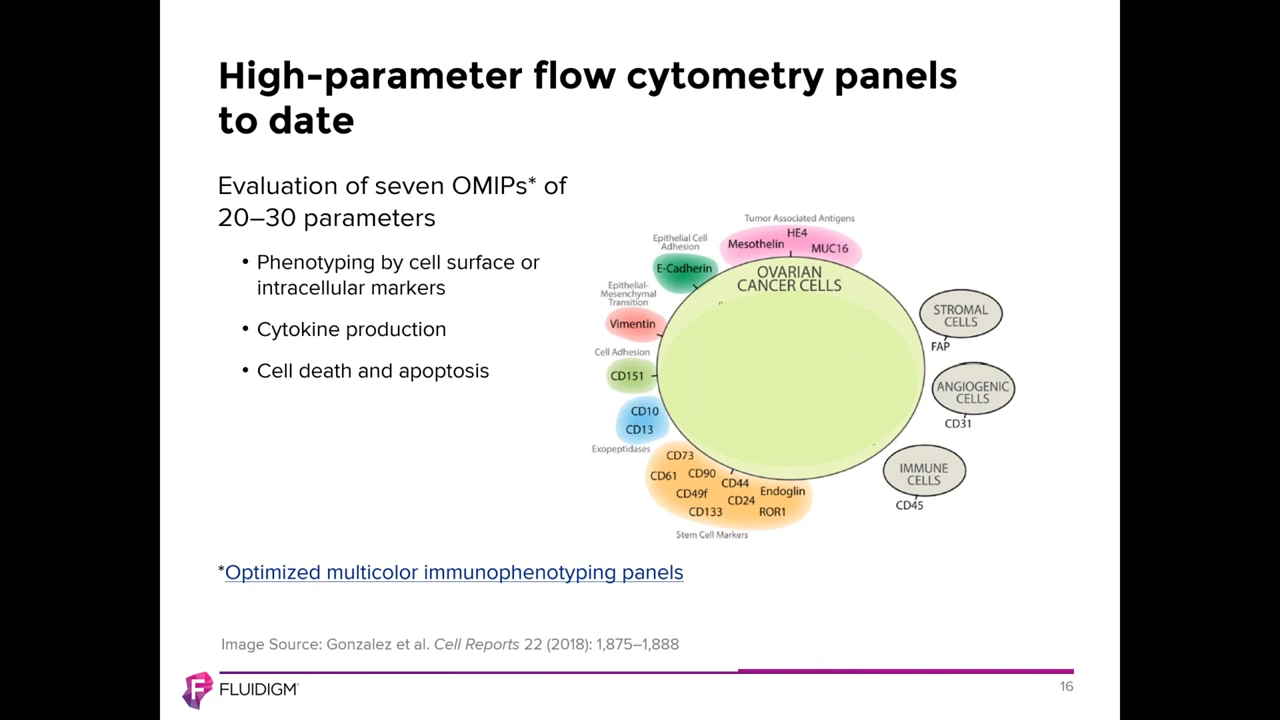 High-parameter flow cytometry panels
to date
Evaluation of seven OMIPs* of
20–30 parameters
• Phenotyping by cell surface or
intracellular markers
• Cytokine production
• Cell death and apoptosis
Tumor Associated Antigens
HE4
Mesothelin
MUC16
Epithelial Cell
Adhesion
E-Cadherin
OVARIAN
CANCER CELLS
Epithelial-
Mesenchymal
Transition
Vimentin
Cell Adhesion
CD151
CD10
CD13
Exopeptidases
CD73
CD61
CD90
CD44
CD49f
CD24
Endoglin
CD133
ROR1
Stem Cell Markers
STROMAL
CELLS
FAP
ANGIOGENIC
CELLS
CD31
IMMUNE
CELLS
CD45
*Optimized multicolor immunophenotyping panels
Image Source: Gonzalez et al. Cell Reports 22 (2018): 1,875–1,888
FLUIDIGM
16